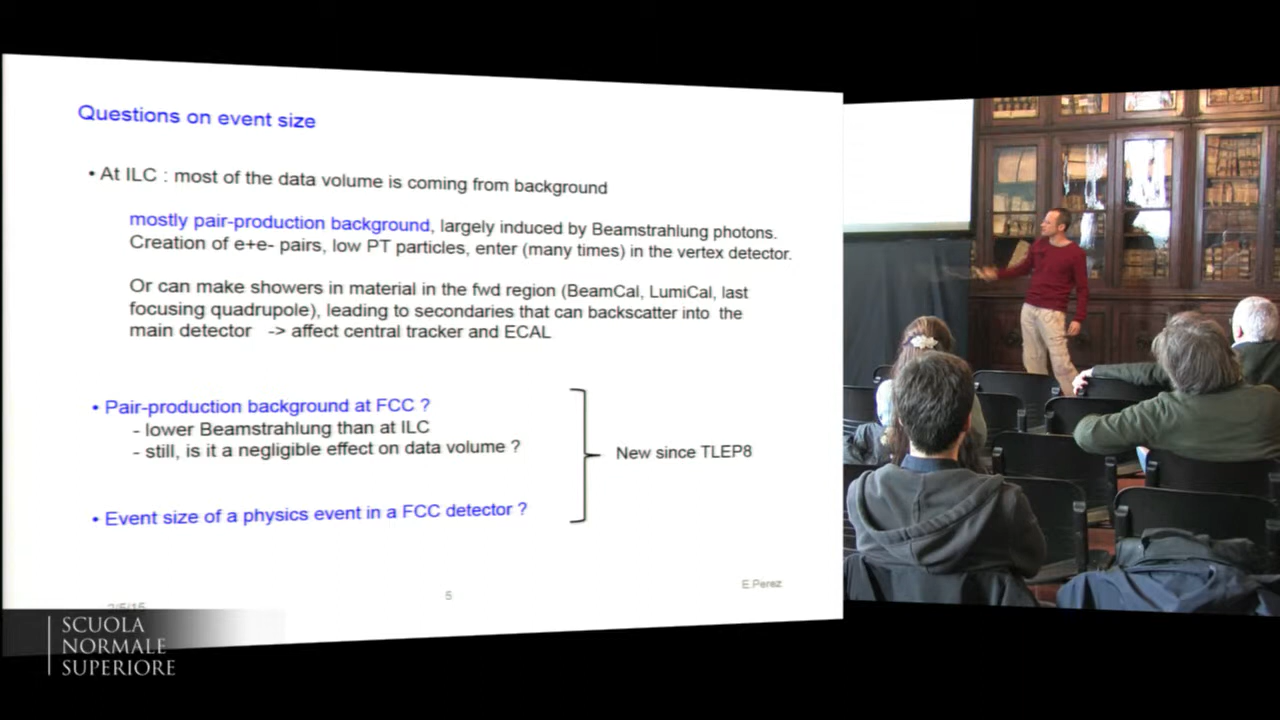 Questions on event size
• At ILC : most of the data volume is coming from background
mostly pair-production background, largely induced by Beamstrahlung photons.
Creation of e+e- pairs, low PT particles, enter (many times) in the vertex detector.
Or can make showers in material in the fwd region (BeamCal, LumiCal, last
focusing quadrupole), leading to secondaries that can backscatter into the
main detector -> affect central tracker and ECAL
• Pair-production background at FCC ?
- lower Beamstrahlung than at ILC
- still, is it a negligible effect on data volume ?
New since TLEP8
• Event size of a physics event in a FCC detector ?
E.Perez
5
SCUOLA
NORMALE
SUPERIORE